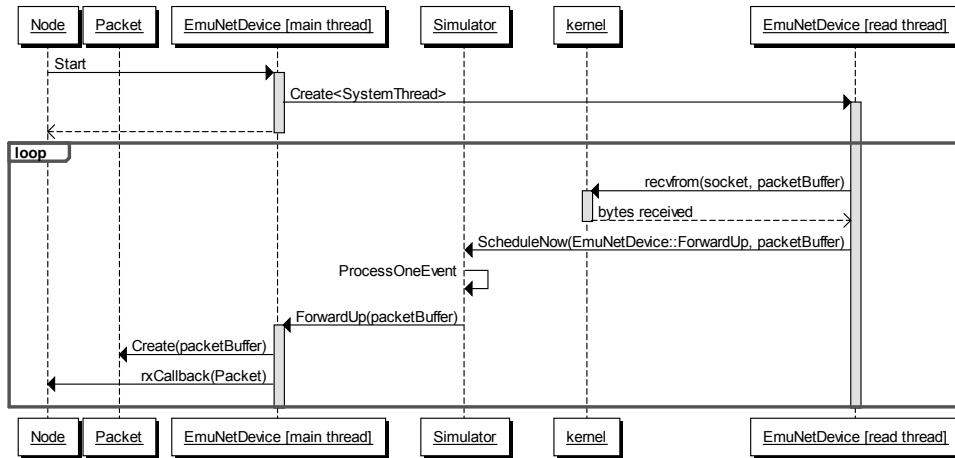 Node
Packet
EmuNetDevice [main thread]
Simulator
kernel
EmuNetDevice [read thread]
Start
Create<SystemThread>
loop
recvfrom(socket, packetBuffer)
bytes received
ScheduleNow(EmuNetDevice::ForwardUp, packetBuffer)
ProcessOneEvent
ForwardUp(packetBuffer)
Create(packetBuffer)
rxCallback(Packet)
Node
Packet
EmuNetDevice [main thread]
Simulator
kernel
EmuNetDevice [read thread]